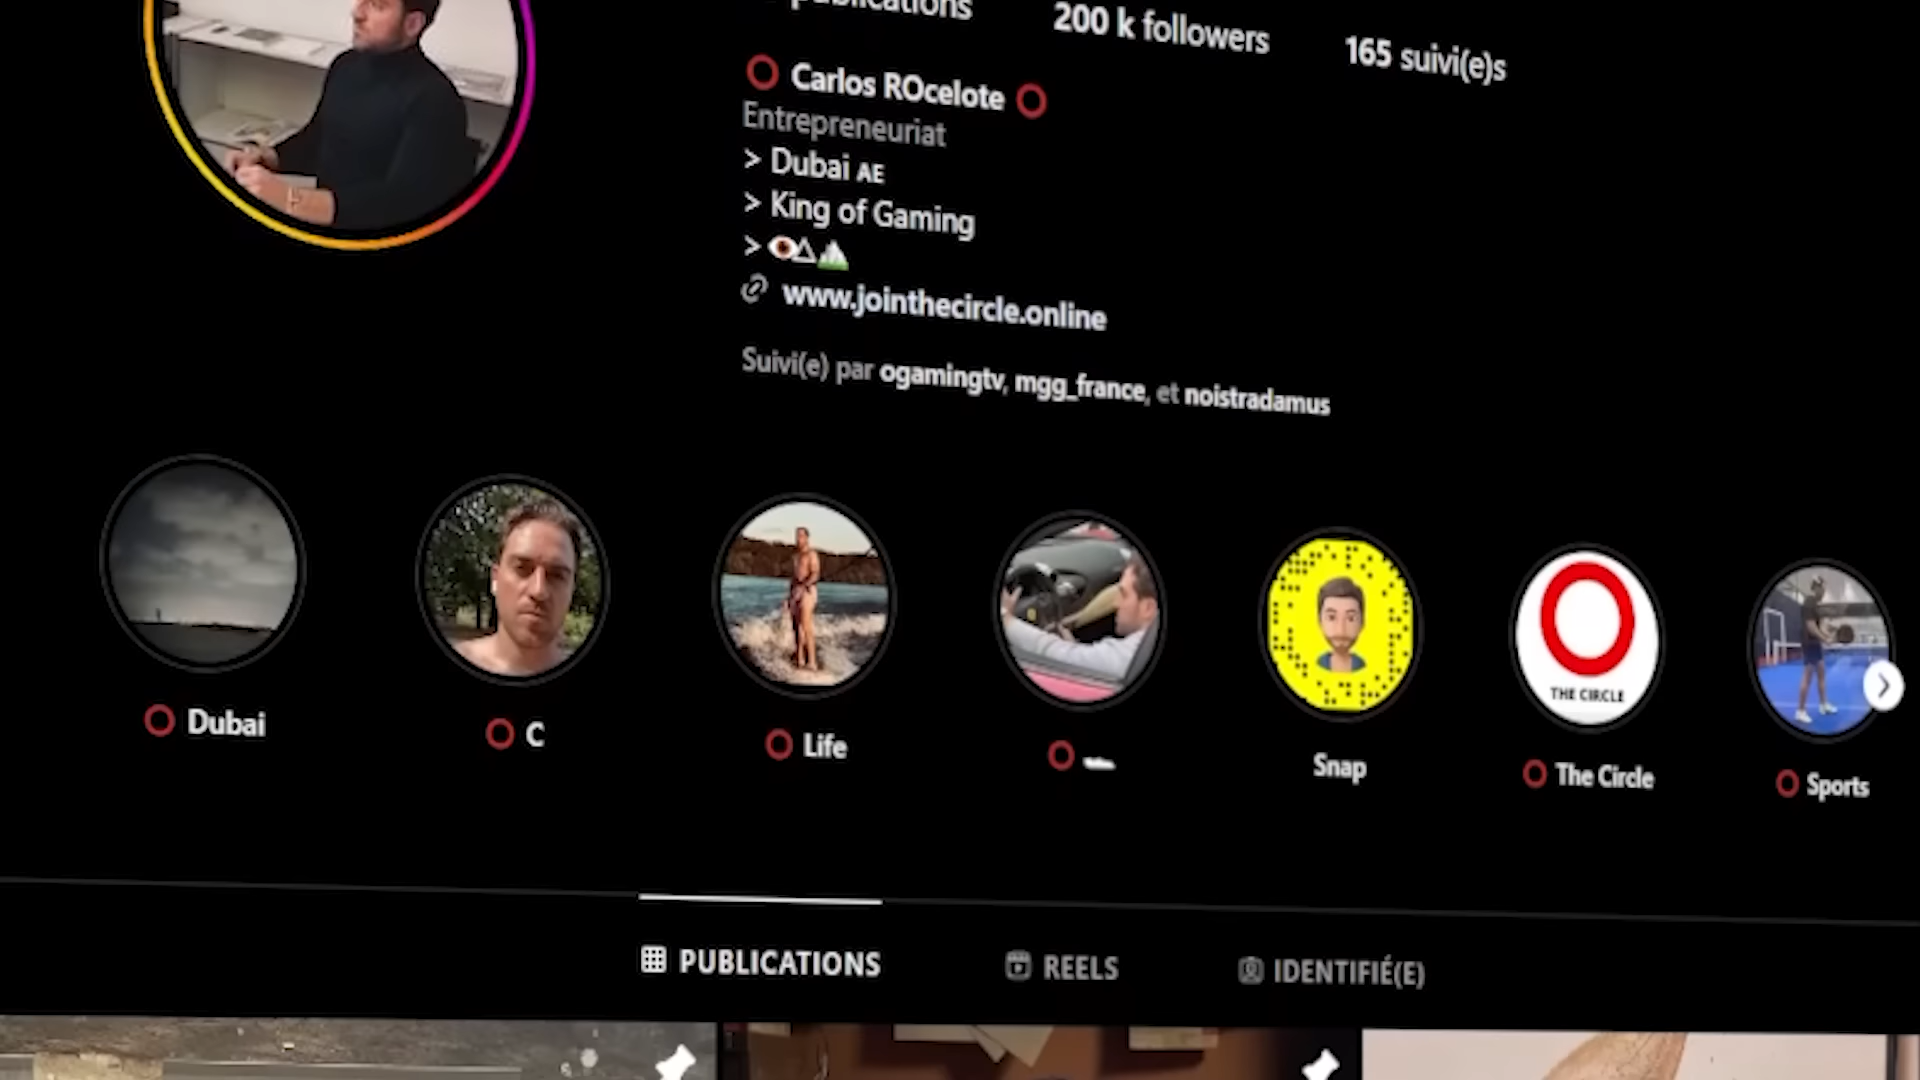 publications 200 k followers 165 suivi(e)s
Carlos ROcelote
Entrepreneuriat
> Dubai AE
> King of Gaming
>
www.jointhecircle.online
Suivi(e) par ogamingtv, mgg_france, et noistradamus
THE CIRCLE
Dubai
C
Life
Snap
The Circle
Sports
PUBLICATIONS
REELS
IDENTIFIÉ(E)